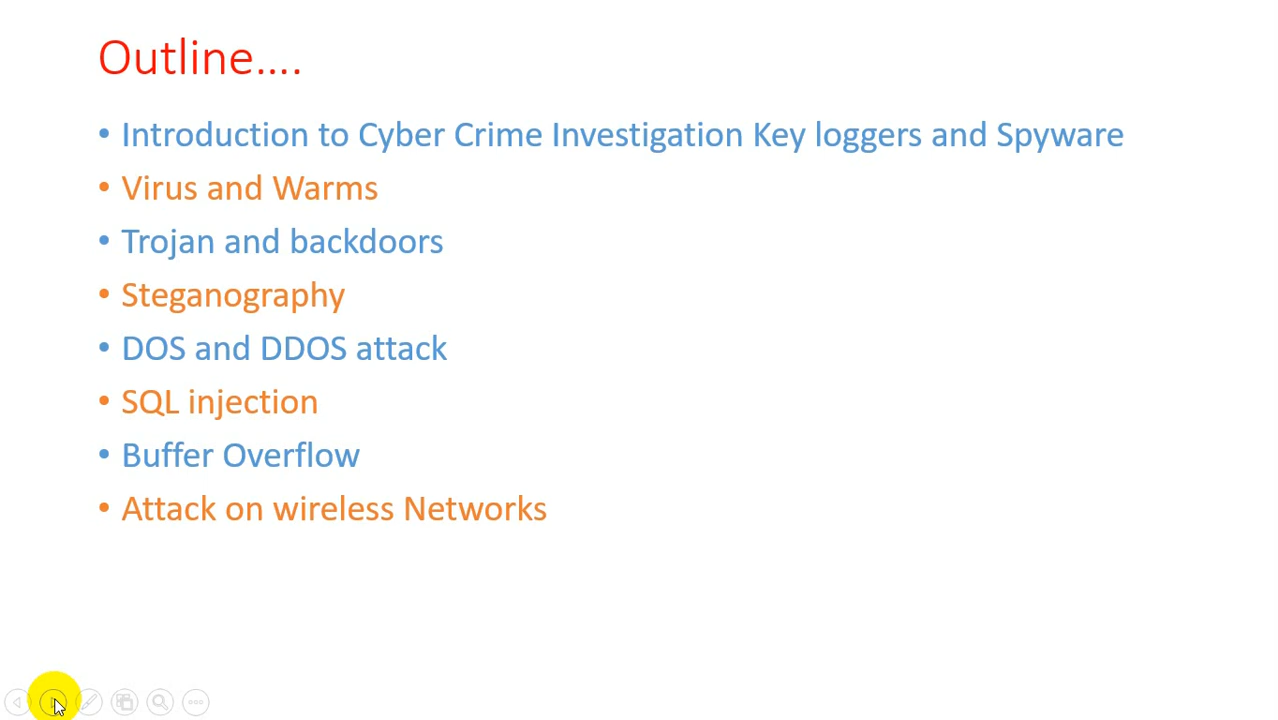 Outline....
• Introduction to Cyber Crime Investigation Key loggers and Spyware
• Virus and Warms
• Trojan and backdoors
• Steganography
• DOS and DDOS attack
• SQL injection
• Buffer Overflow
• Attack on wireless Networks